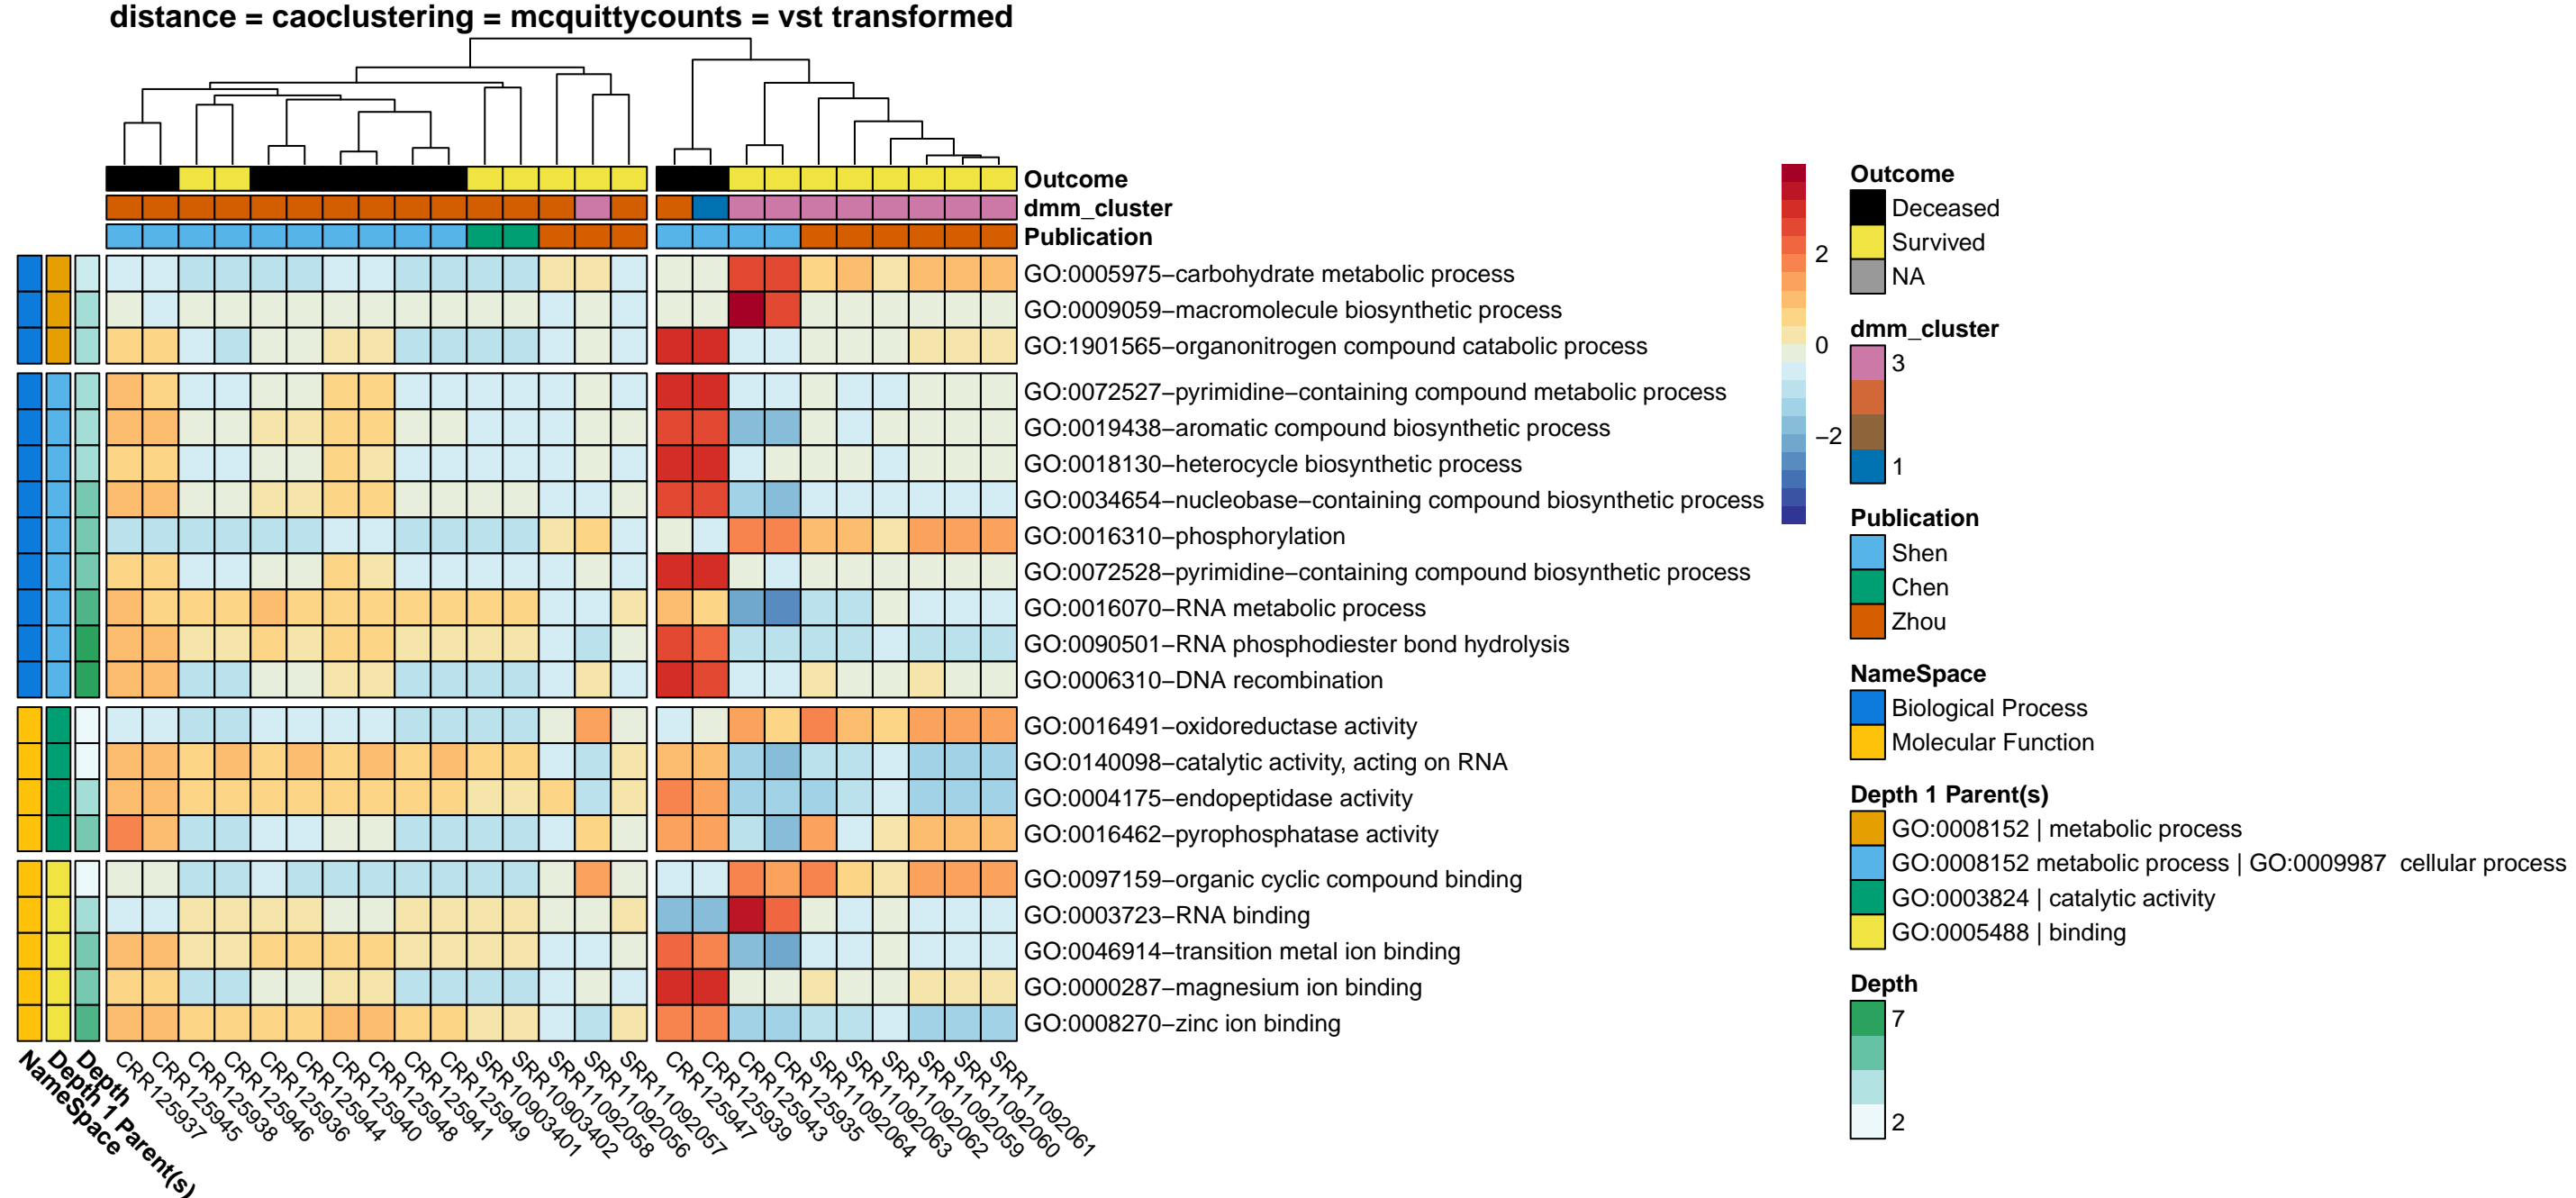 distance = caoclustering = mcquittycounts = vst transformed
Outcome
dmm_cluster
Publication
GO:0005975–carbohydrate metabolic process
GO:0009059–macromolecule biosynthetic process
GO:1901565–organonitrogen compound catabolic process
GO:0072527–pyrimidine–containing compound metabolic process
GO:0019438–aromatic compound biosynthetic process
GO:0018130–heterocycle biosynthetic process
GO:0034654–nucleobase–containing compound biosynthetic process
GO:0016310–phosphorylation
GO:0072528–pyrimidine–containing compound biosynthetic process
GO:0016070–RNA metabolic process
GO:0090501–RNA phosphodiester bond hydrolysis
GO:0006310–DNA recombination
GO:0016491–oxidoreductase activity
GO:0140098–catalytic activity, acting on RNA
GO:0004175–endopeptidase activity
GO:0016462–pyrophosphatase activity
GO:0097159–organic cyclic compound binding
GO:0003723–RNA binding
GO:0046914–transition metal ion binding
GO:0000287–magnesium ion binding
GO:0008270–zinc ion binding
NameSpace
Depth 1 Parent(s)
Depth
CRR125937
CRR125945
CRR125938
CRR125946
CRR125936
CRR125944
CRR125940
CRR125948
CRR125941
CRR125949
SRR10903401
SRR10903402
SRR11092058
SRR11092056
SRR11092057
CRR125947
CRR125939
CRR125943
CRR125935
SRR11092064
SRR11092063
SRR11092062
SRR11092059
SRR11092060
SRR11092061
2
0
−2
Outcome
Deceased
Survived
NA
dmm_cluster
3
1
Publication
Shen
Chen
Zhou
NameSpace
Biological Process
Molecular Function
Depth 1 Parent(s)
GO:0008152 | metabolic process
GO:0008152 metabolic process | GO:0009987  cellular process
GO:0003824 | catalytic activity
GO:0005488 | binding
Depth
7
2